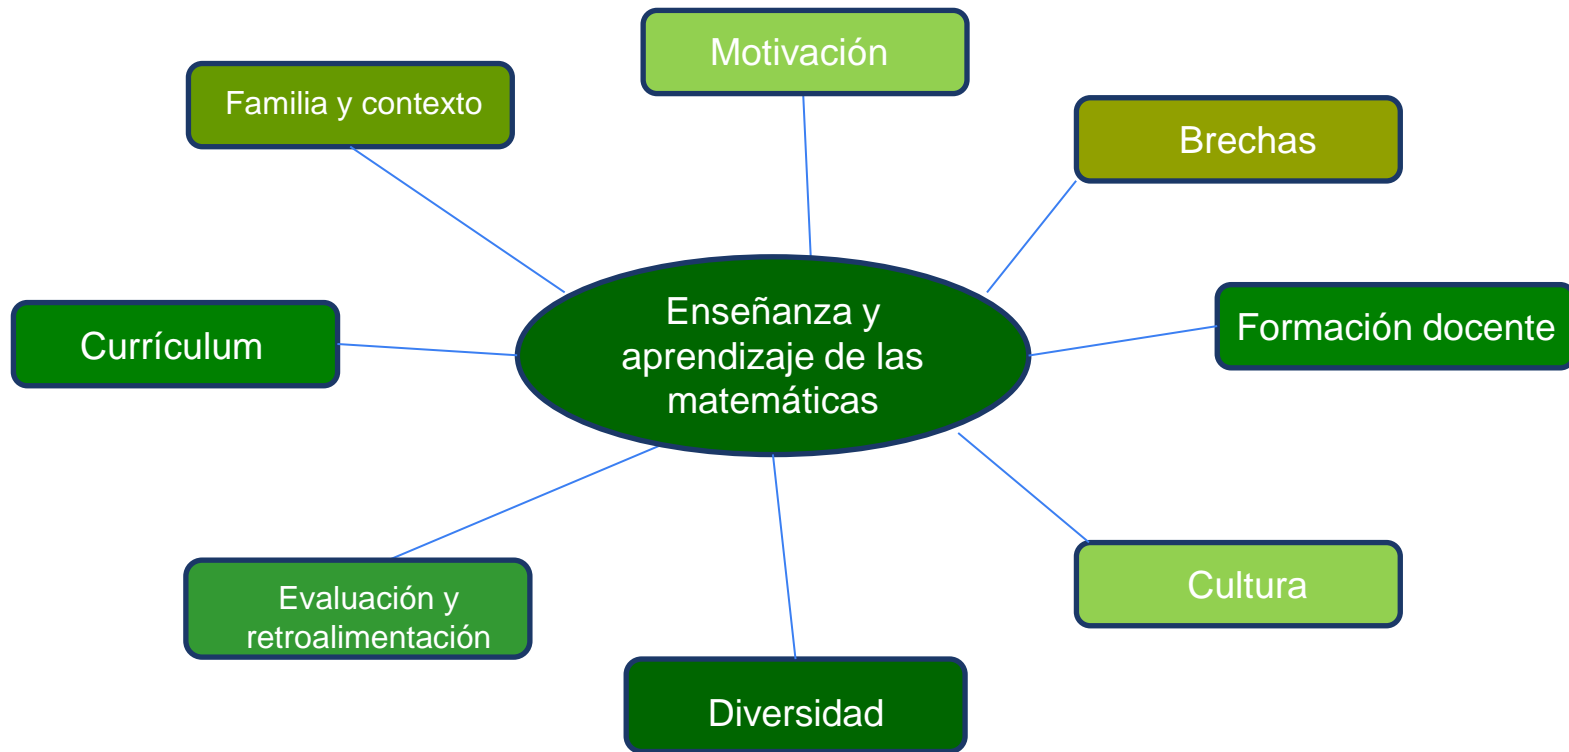 Motivación
Familia y contexto
Brechas
Enseñanza y
aprendizaje de las
matemáticas
Formación docente
Currículum
Evaluación y
retroalimentación
Cultura
Diversidad